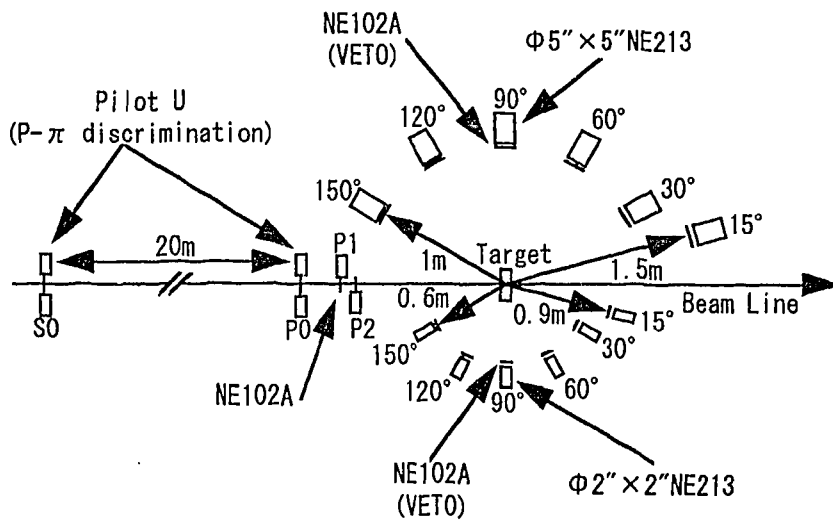 NE102A
(VETO)
Φ5"×5"NE213
Pilot U
(P-π discrimination)
120°
90°
60°
150°
30°
15°
20m
P1
1m
Target
1.5m
0.6m
0.9m
Beam Line
S0
P0
P2
150°
15°
30°
120°
90°
60°
NE102A
NE102A
(VETO)
Φ2"×2"NE213